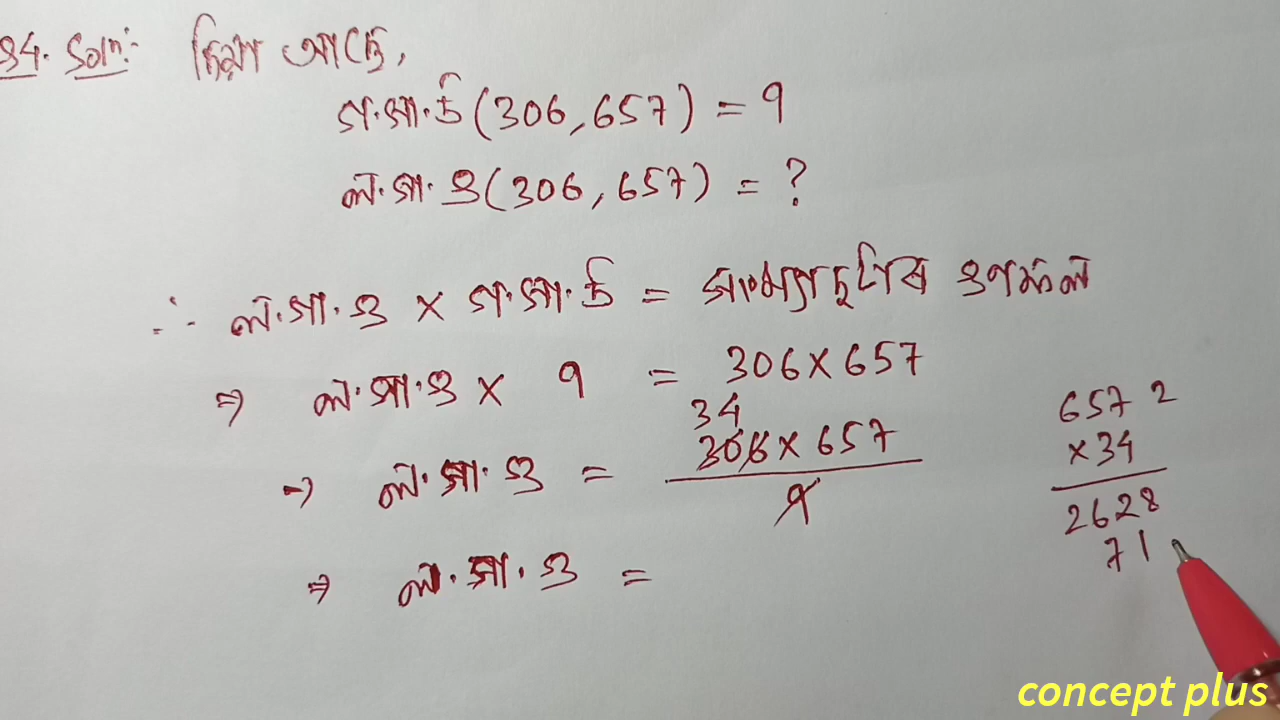 34. Soln:- দিয়া আছে,
গ.সা.উ (306, 657) = 9
ল.সা.গু (306, 657) = ?
∴ ল.সা.গু × গ.সা.উ = সংখ্যাদুটাৰ গুণফল
⇒ ল.সা.গু × 9 = 306 × 657
34
⇒ ল.সা.গু = 306 × 657
9
⇒ ল.সা.গু =
657 2
×34
2628
71
concept plus